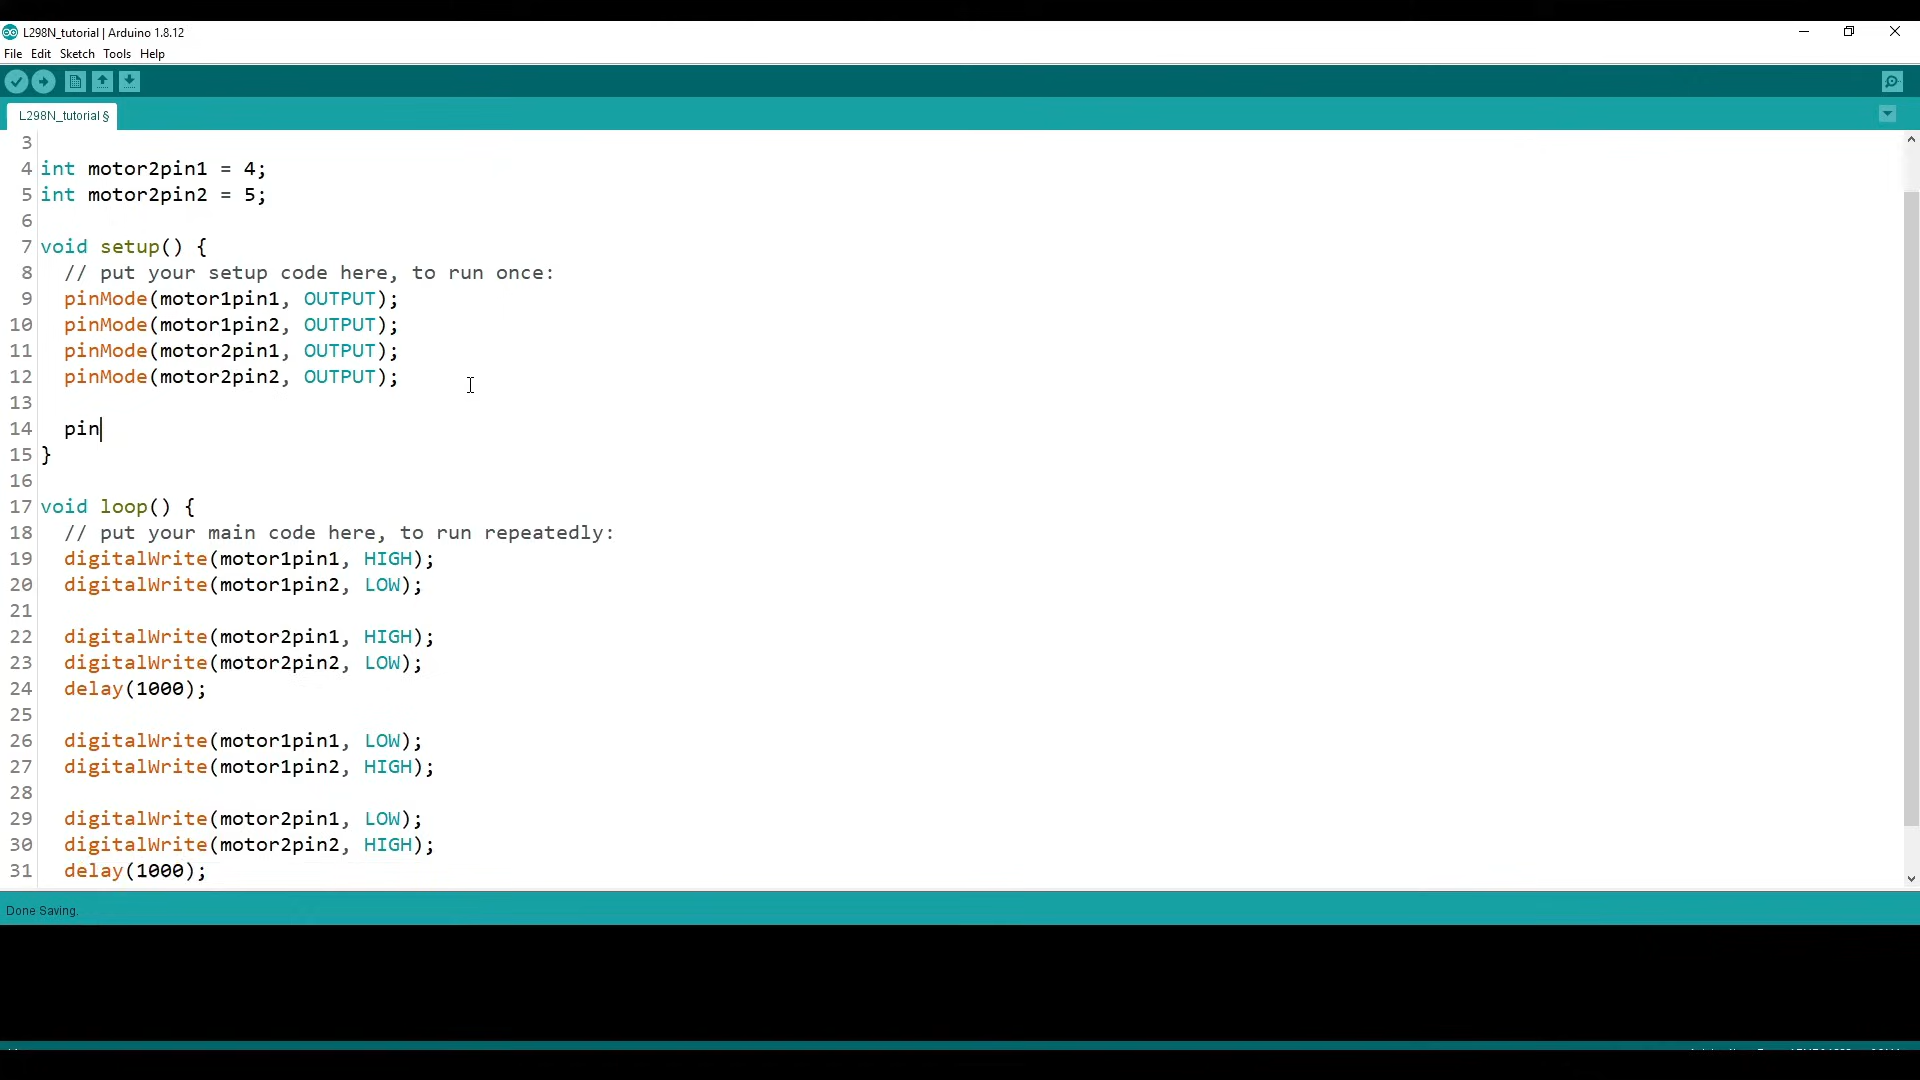 L298N_tutorial | Arduino 1.8.12
File Edit Sketch Tools Help
L298N_tutorial §
3
4 int motor2pin1 = 4;
5 int motor2pin2 = 5;
6
7 void setup() {
8 // put your setup code here, to run once:
9 pinMode(motor1pin1, OUTPUT);
10 pinMode(motor1pin2, OUTPUT);
11 pinMode(motor2pin1, OUTPUT);
12 pinMode(motor2pin2, OUTPUT);
13
14 pin
15 }
16
17 void loop() {
18 // put your main code here, to run repeatedly:
19 digitalWrite(motor1pin1, HIGH);
20 digitalWrite(motor1pin2, LOW);
21
22 digitalWrite(motor2pin1, HIGH);
23 digitalWrite(motor2pin2, LOW);
24 delay(1000);
25
26 digitalWrite(motor1pin1, LOW);
27 digitalWrite(motor1pin2, HIGH);
28
29 digitalWrite(motor2pin1, LOW);
30 digitalWrite(motor2pin2, HIGH);
31 delay(1000);
Done Saving.